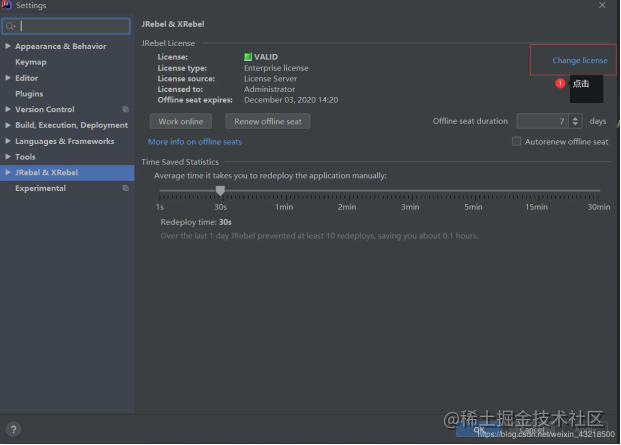 Settings
Appearance & Behavior
Keymap
Editor
Plugins
Version Control
Build, Execution, Deployment
Languages & Frameworks
Tools
JRebel & XRebel
Experimental
JRebel & XRebel
JRebel License
License: VALID
License type: Enterprise license
License source: License Server
Licensed to: Administrator
Offline seat expires: December 03, 2020 14:20
Change license
1 点击
Work online Renew offline seat Offline seat duration 7 days
More info on offline seats Autorenew offline seat
Time Saved Statistics
Average time it takes you to redeploy the application manually:
1s 30s 1min 2min 3min 5min 15min 30min
Redeploy time: 30s
Over the last 1 day JRebel prevented at least 10 redeploys, saving you about 0.1 hours.
?
OK Cancel
@稀土掘金技术社区
https://blog.csdn.net/weixin_43218500